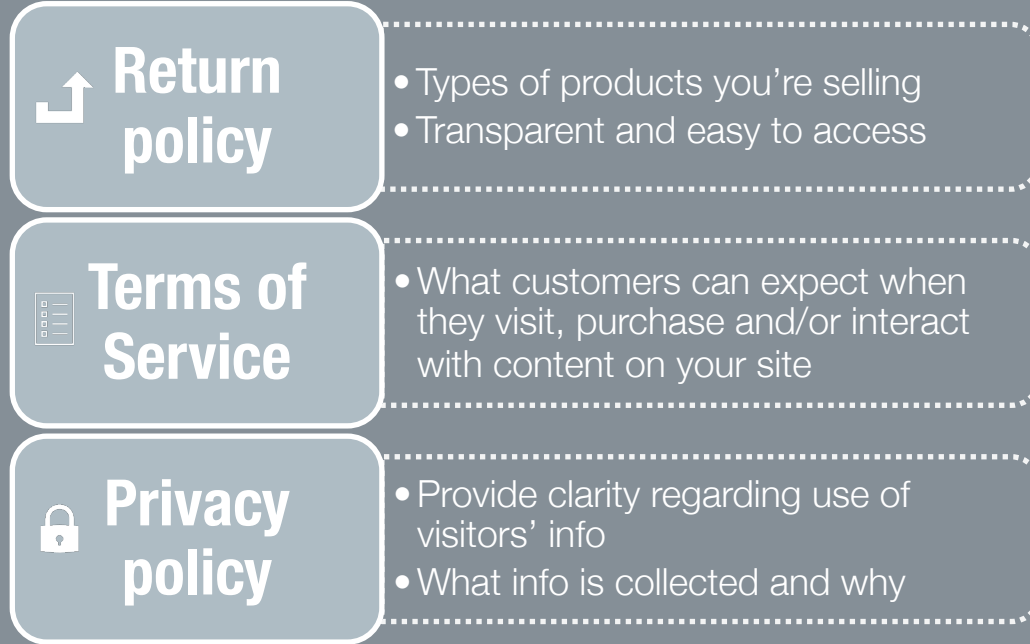 Return
policy
• Types of products you’re selling
• Transparent and easy to access
Terms of
Service
• What customers can expect when
they visit, purchase and/or interact
with content on your site
Privacy
policy
• Provide clarity regarding use of
visitors’ info
• What info is collected and why